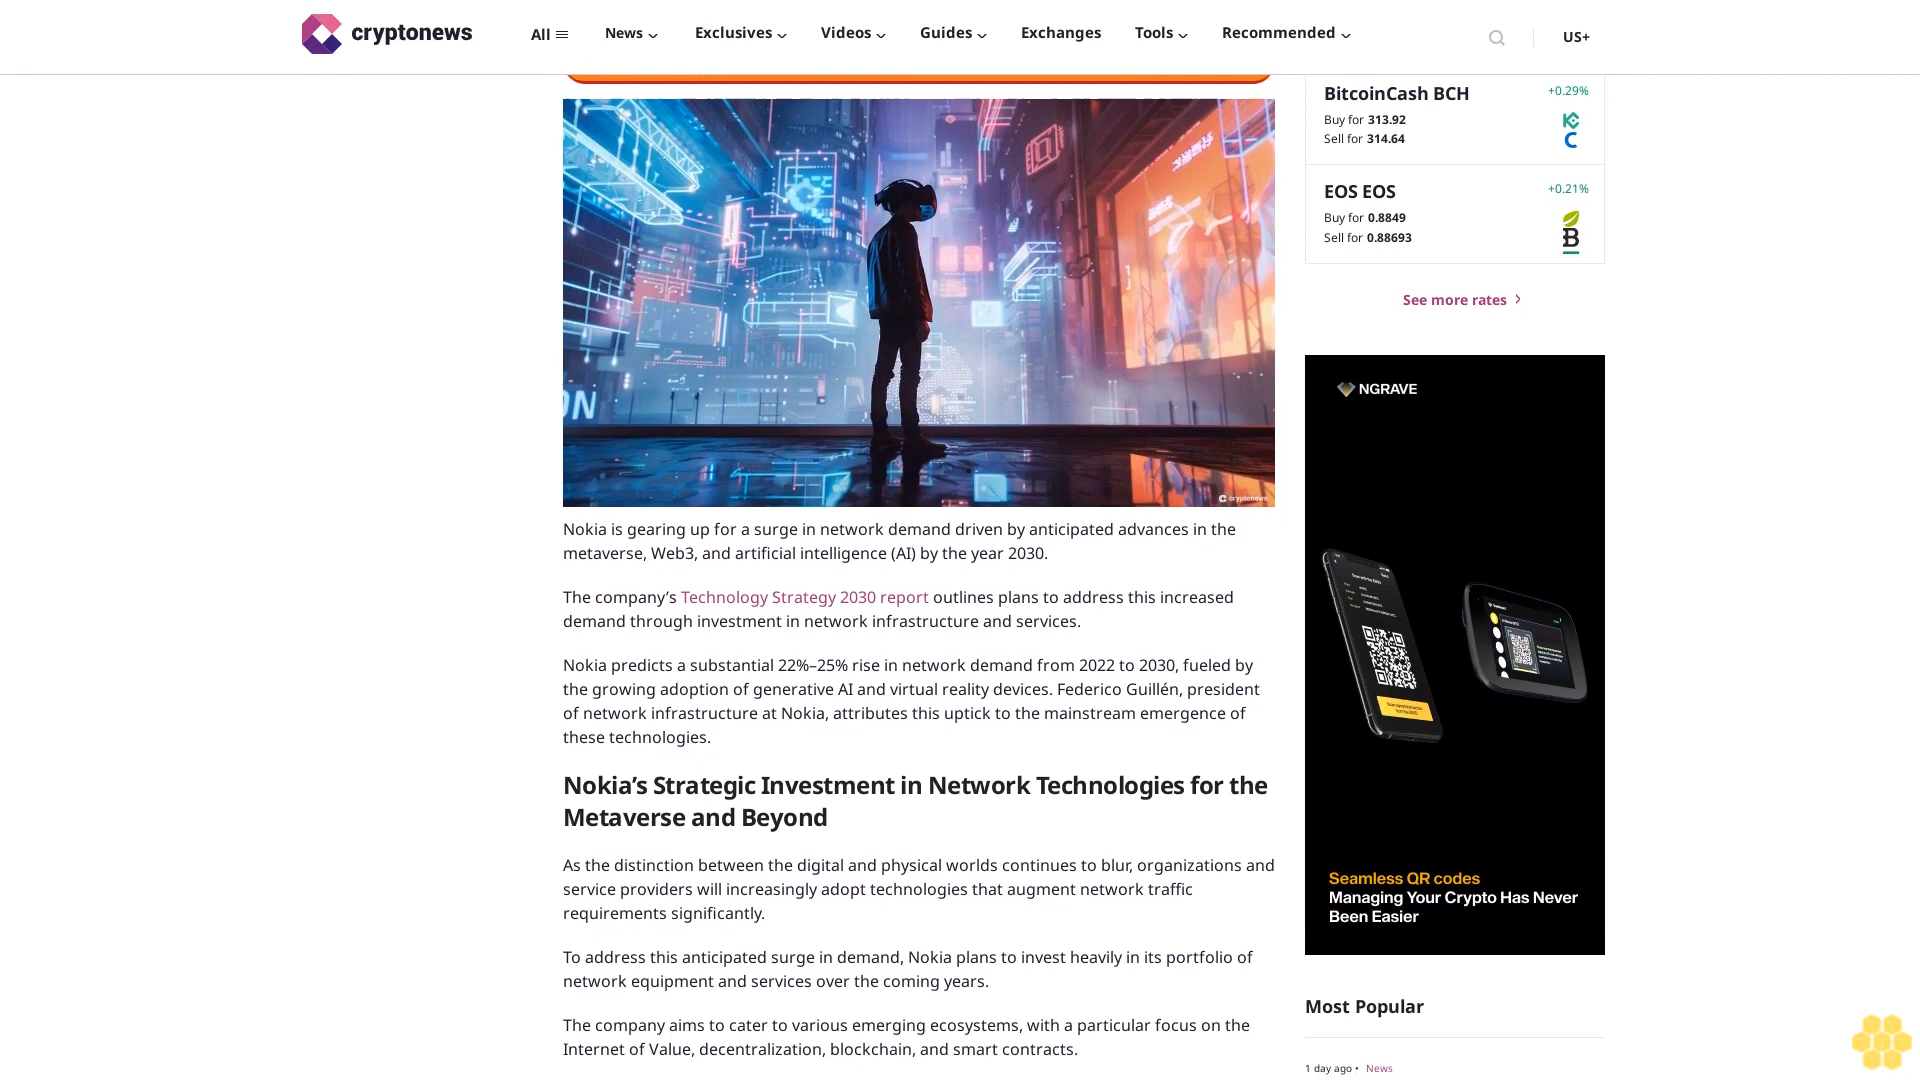 cryptonews
All
News
Exclusives
Videos
Guides
Exchanges
Tools
Recommended
US+
BitcoinCash BCH
+0.29%
Buy for 313.92
Sell for 314.64
EOS EOS
+0.21%
Buy for 0.8849
Sell for 0.88693
See more rates
ON
cryptonews
Nokia is gearing up for a surge in network demand driven by anticipated advances in the
metaverse, Web3, and artificial intelligence (AI) by the year 2030.
The company’s Technology Strategy 2030 report outlines plans to address this increased
demand through investment in network infrastructure and services.
Nokia predicts a substantial 22%–25% rise in network demand from 2022 to 2030, fueled by
the growing adoption of generative AI and virtual reality devices. Federico Guillén, president
of network infrastructure at Nokia, attributes this uptick to the mainstream emergence of
these technologies.
Nokia’s Strategic Investment in Network Technologies for the
Metaverse and Beyond
As the distinction between the digital and physical worlds continues to blur, organizations and
service providers will increasingly adopt technologies that augment network traffic
requirements significantly.
To address this anticipated surge in demand, Nokia plans to invest heavily in its portfolio of
network equipment and services over the coming years.
The company aims to cater to various emerging ecosystems, with a particular focus on the
Internet of Value, decentralization, blockchain, and smart contracts.
NGRAVE
Seamless QR codes
Managing Your Crypto Has Never
Been Easier
Most Popular
1 day ago • News